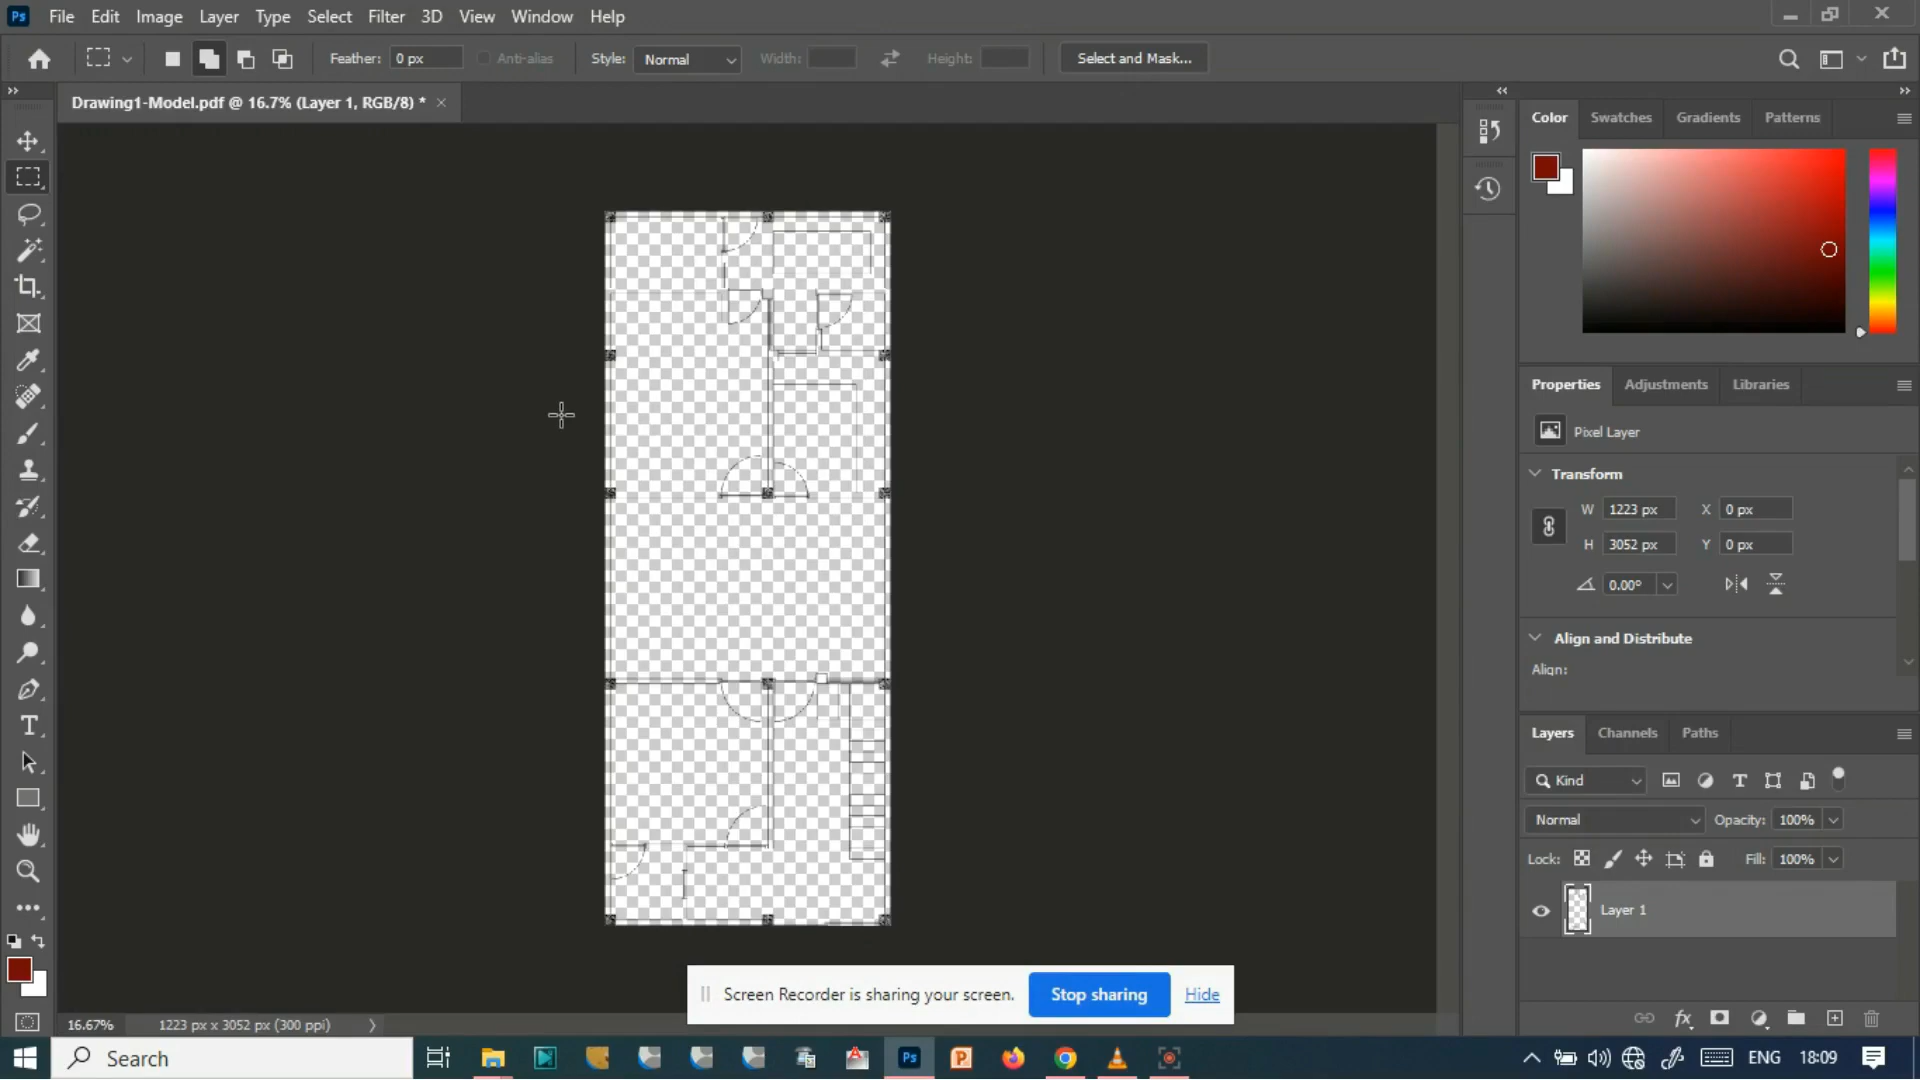 Ps File Edit Image Layer Type Select Filter 3D View Window Help
Feather: 0 px Anti-alias Style: Normal Width: Height: Select and Mask...
Drawing1-Model.pdf @ 16.7% (Layer 1, RGB/8) * ×
Color Swatches Gradients Patterns
Properties Adjustments Libraries
Pixel Layer
Transform
W 1223 px X 0 px
H 3052 px Y 0 px
0.00°
Align and Distribute
Align:
Layers Channels Paths
Kind
Normal Opacity: 100%
Lock: Fill: 100%
Layer 1
Screen Recorder is sharing your screen. Stop sharing Hide
16.67% 1223 px x 3052 px (300 ppi)
Search Ps P ENG 18:09